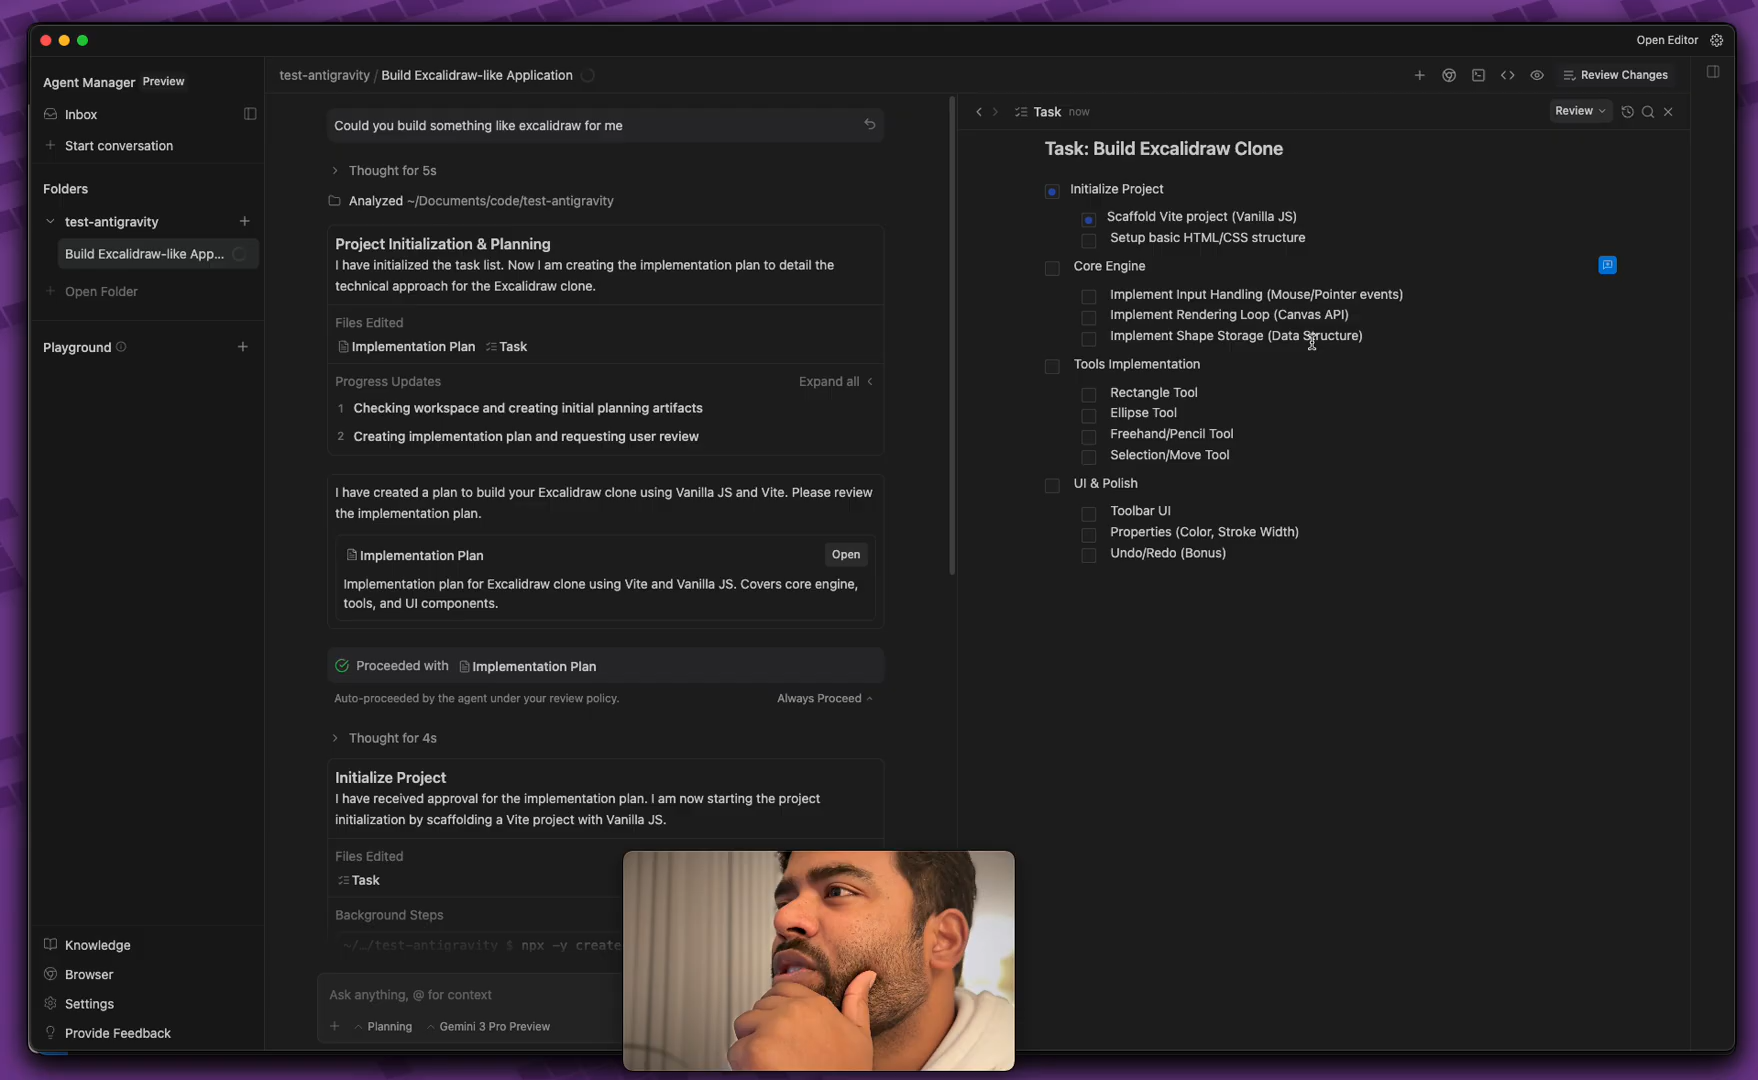 Open Editor
Agent Manager Preview
Inbox
Start conversation
Folders
test-antigravity
Build Excalidraw-like App...
Open Folder
Playground
Knowledge
Browser
Settings
Provide Feedback
test-antigravity / Build Excalidraw-like Application
Review Changes
Could you build something like excalidraw for me
Thought for 5s
Analyzed ~/Documents/code/test-antigravity
Project Initialization & Planning
I have initialized the task list. Now I am creating the implementation plan to detail the
technical approach for the Excalidraw clone.
Files Edited
Implementation Plan Task
Progress Updates Expand all
1 Checking workspace and creating initial planning artifacts
2 Creating implementation plan and requesting user review
I have created a plan to build your Excalidraw clone using Vanilla JS and Vite. Please review
the implementation plan.
Implementation Plan Open
Implementation plan for Excalidraw clone using Vite and Vanilla JS. Covers core engine,
tools, and UI components.
Proceeded with Implementation Plan
Auto-proceeded by the agent under your review policy. Always Proceed
Thought for 4s
Initialize Project
I have received approval for the implementation plan. I am now starting the project
initialization by scaffolding a Vite project with Vanilla JS.
Files Edited
Task
Background Steps
~/…/test-antigravity $ npx -y create
Ask anything, @ for context
Planning Gemini 3 Pro Preview
Task now Review
Task: Build Excalidraw Clone
Initialize Project
Scaffold Vite project (Vanilla JS)
Setup basic HTML/CSS structure
Core Engine
Implement Input Handling (Mouse/Pointer events)
Implement Rendering Loop (Canvas API)
Implement Shape Storage (Data Structure)
Tools Implementation
Rectangle Tool
Ellipse Tool
Freehand/Pencil Tool
Selection/Move Tool
UI & Polish
Toolbar UI
Properties (Color, Stroke Width)
Undo/Redo (Bonus)